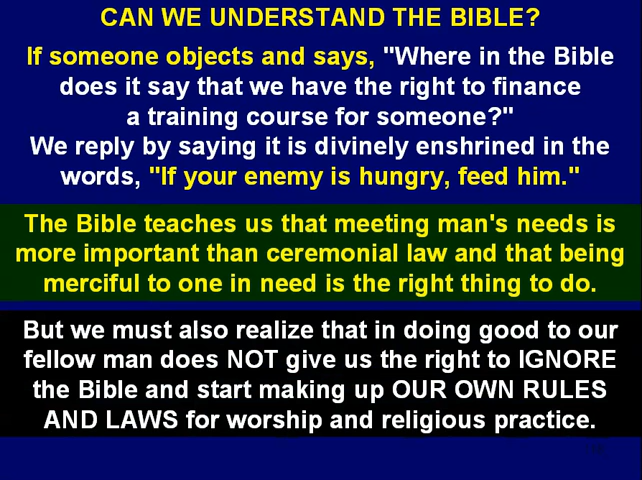 CAN WE UNDERSTAND THE BIBLE?
If someone objects and says, "Where in the Bible
does it say that we have the right to finance
a training course for someone?"
We reply by saying it is divinely enshrined in the
words, "If your enemy is hungry, feed him."
The Bible teaches us that meeting man's needs is
more important than ceremonial law and that being
merciful to one in need is the right thing to do.
But we must also realize that in doing good to our
fellow man does NOT give us the right to IGNORE
the Bible and start making up OUR OWN RULES
AND LAWS for worship and religious practice.